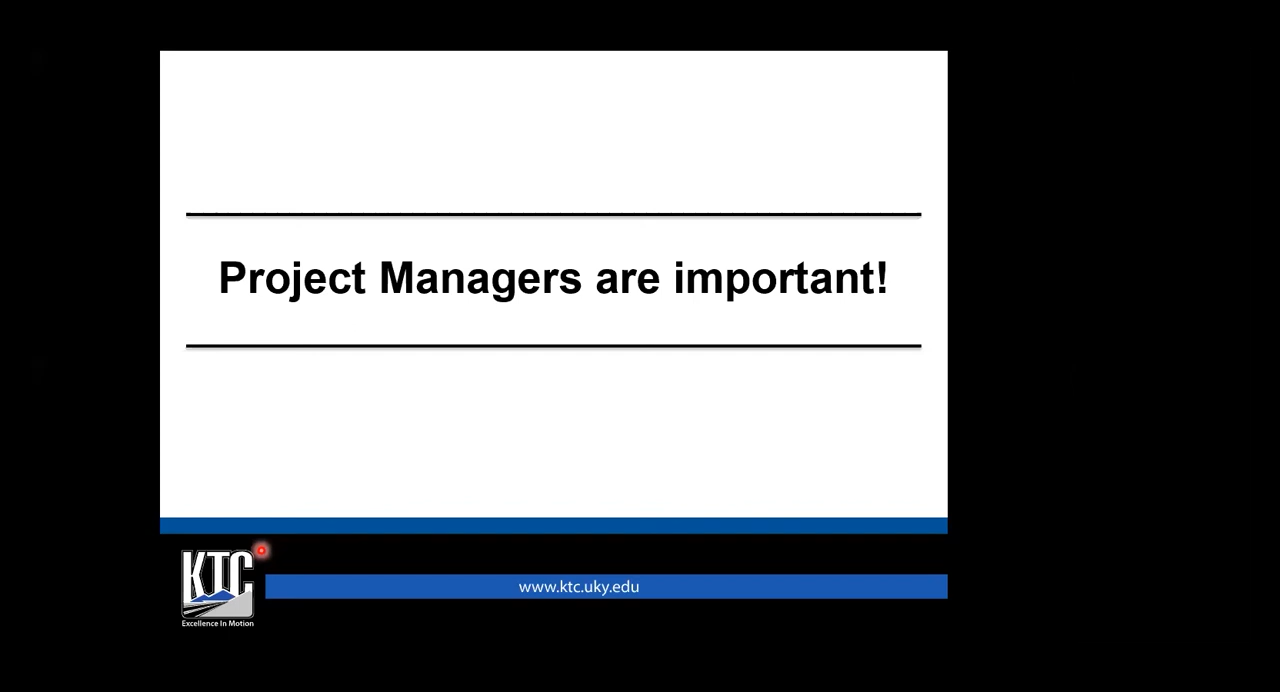 Project Managers are important!
KTC
www.ktc.uky.edu
Excellence In Motion